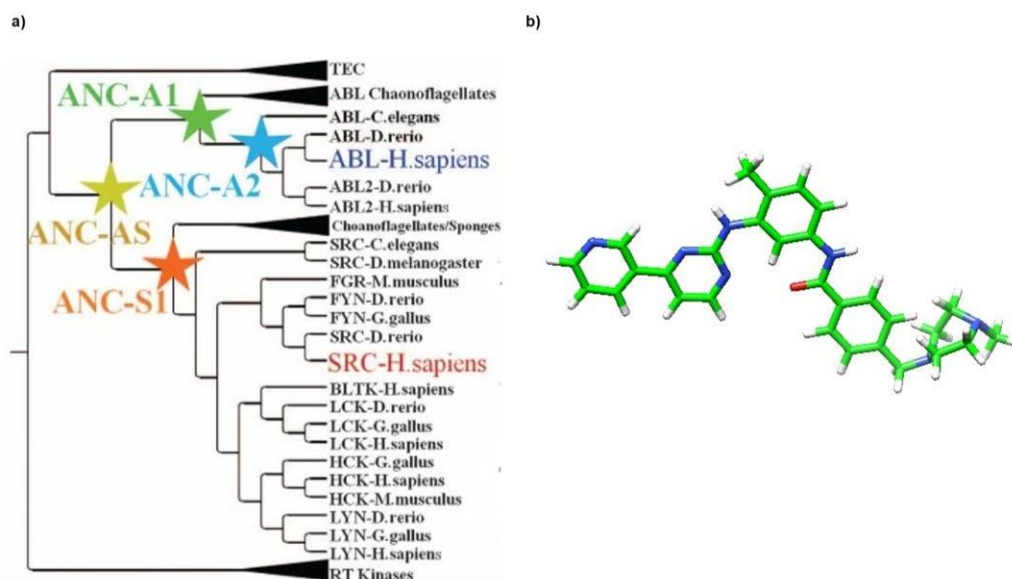 a)
b)
TEC
ANC-A1
ABL Chaonoflagellates
ABL-C.elegans
ABL-D.rerio
ABL-H.sapiens
ANC-A2
ABL2-D.rerio
ABL2-H.sapiens
Choanoflagellates/Sponges
ANC-AS
SRC-C.elegans
SRC-D.melanogaster
ANC-S1
FGR-M.musculus
FYN-D.rerio
FYN-G.gallus
SRC-D.rerio
SRC-H.sapiens
BLTK-H.sapiens
LCK-D.rerio
LCK-G.gallus
LCK-H.sapiens
HCK-G.gallus
HCK-H.sapiens
HCK-M.musculus
LYN-D.rerio
LYN-G.gallus
LYN-H.sapiens
RT Kinases